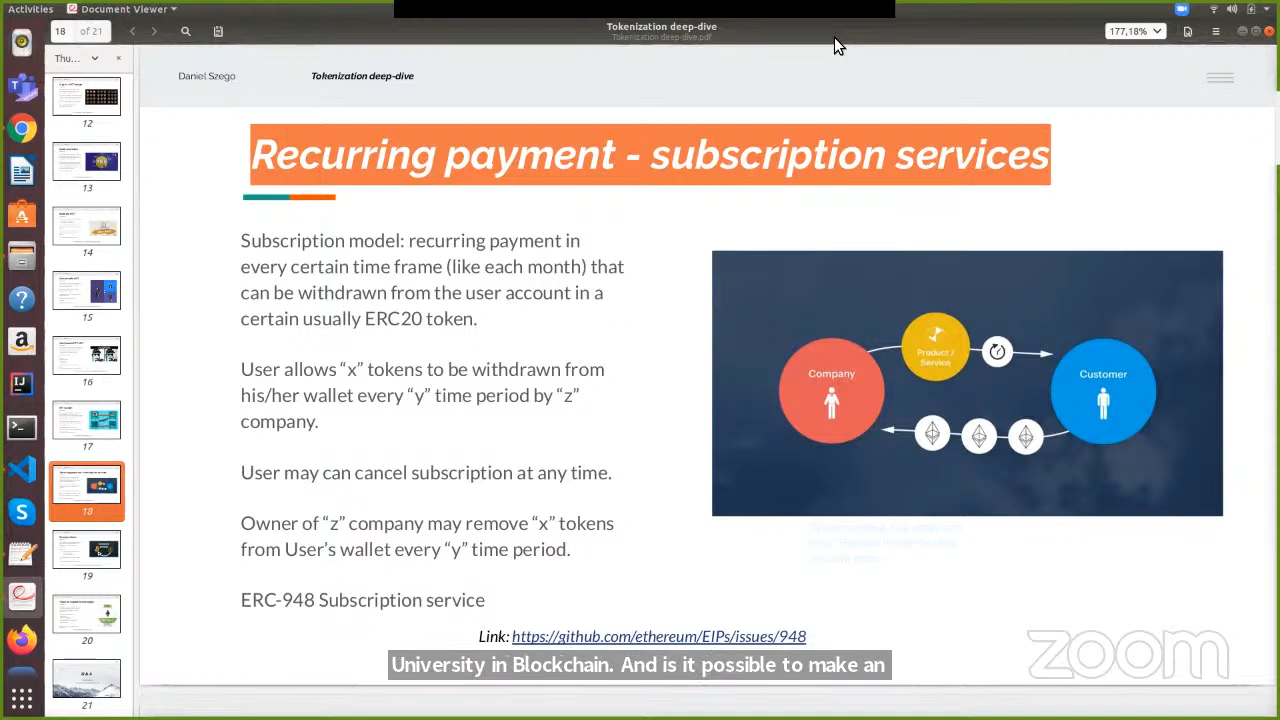 Activities
Document Viewer
18
of 21
Tokenization deep-dive
Tokenization deep-dive.pdf
177,18%
Thu...
Daniel Szego
Tokenization deep-dive
Recurring payment - subscription services
Subscription model: recurring payment in
every certain time frame (like each month) that
can be withdrawn from the user account in a
certain usually ERC20 token.
User allows “x” tokens to be withdrawn from
his/her wallet every “y” time period by “z”
company.
User may can cancel subscription at any time.
Owner of “z” company may remove “x” tokens
from User’s wallet every “y” time period.
ERC-948 Subscription service
Link: https://github.com/ethereum/EIPs/issues/948
Company
Product /
Service
Customer
12
13
14
15
16
17
18
19
20
21
University in Blockchain. And is it possible to make an
zoom